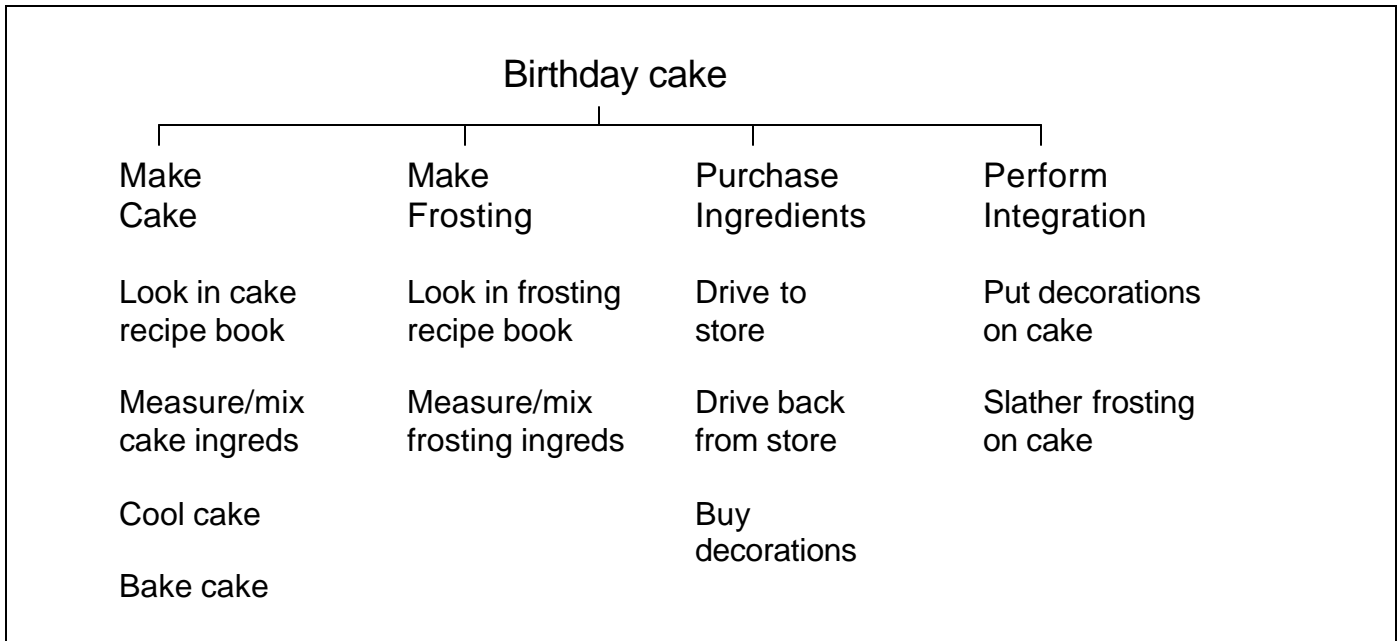 Birthday cake
Make
Cake
Look in cake
recipe book
Measure/mix
cake ingreds
Cool cake
Bake cake
Make
Frosting
Look in frosting
recipe book
Measure/mix
frosting ingreds
Purchase
Ingredients
Drive to
store
Drive back
from store
Buy
decorations
Perform
Integration
Put decorations
on cake
Slather frosting
on cake